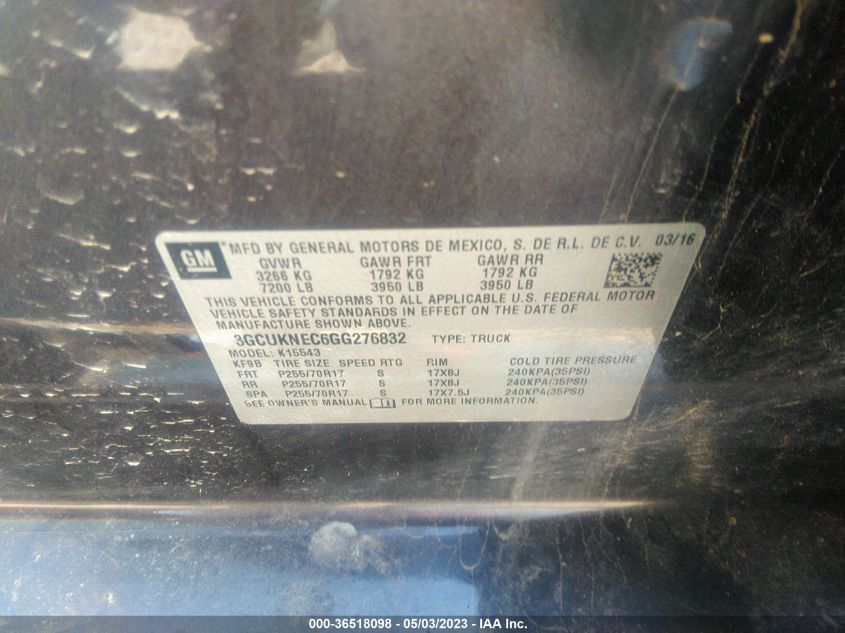 GM MFD BY GENERAL MOTORS DE MEXICO, S. DE R.L. DE C.V. 03/16
GVWR GAWR FRT GAWR RR
3266 KG 1792 KG 1792 KG
7200 LB 3950 LB 3950 LB
THIS VEHICLE CONFORMS TO ALL APPLICABLE U.S. FEDERAL MOTOR
VEHICLE SAFETY STANDARDS IN EFFECT ON THE DATE OF
MANUFACTURE SHOWN ABOVE.
3GCUKNEC6GG276832 TYPE: TRUCK
MODEL: K15543
KF9B TIRE SIZE SPEED RTG RIM COLD TIRE PRESSURE
FRT P255/70R17 S 17X8J 240KPA(35PSI)
RR P255/70R17 S 17X8J 240KPA(35PSI)
SPA P255/70R17 S 17X7.5J 240KPA(35PSI)
SEE OWNER'S MANUAL FOR MORE INFORMATION.
000-36518098 - 05/03/2023 - IAA Inc.